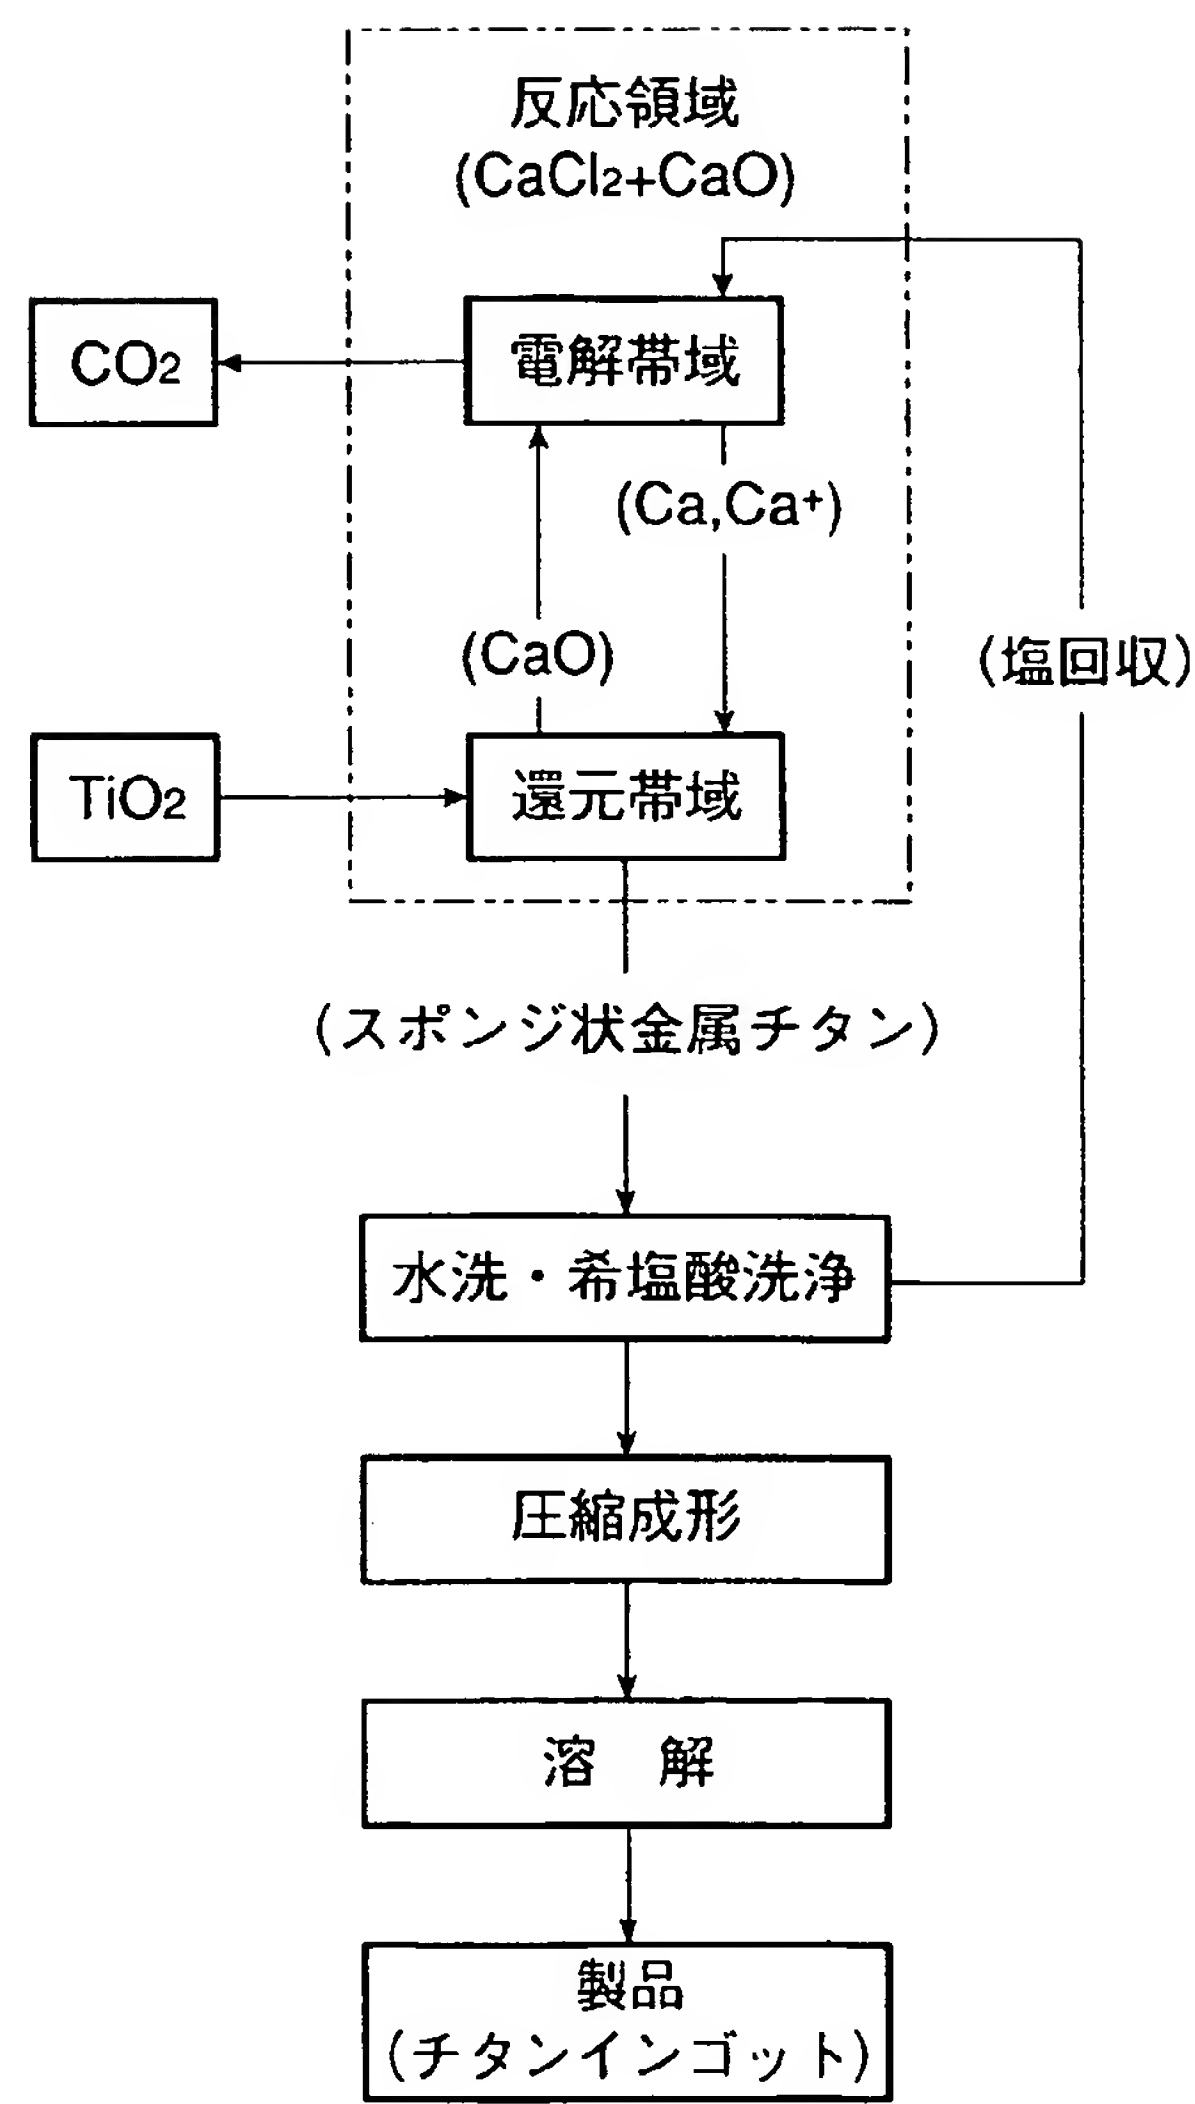 反応領域
(CaCl2+CaO)
CO2
電解帯域
(Ca,Ca+)
(CaO)
(塩回収)
TiO2
還元帯域
(スポンジ状金属チタン)
水洗・希塩酸洗浄
圧縮成形
溶 解
製品
(チタンインゴット)